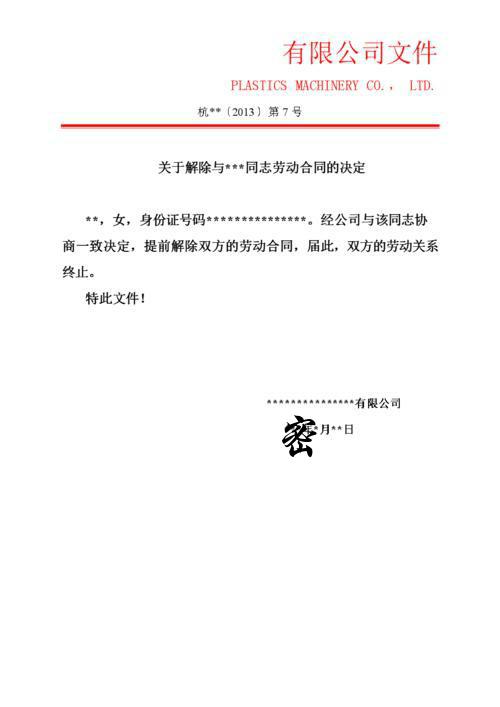 有限公司文件
PLASTICS MACHINERY CO., LTD.
杭**〔2013〕第7号
关于解除与***同志劳动合同的决定
**，女，身份证号码***************。经公司与该同志协
商一致决定，提前解除双方的劳动合同，届此，双方的劳动关系
终止。
特此文件！
***************有限公司
密
年*月**日